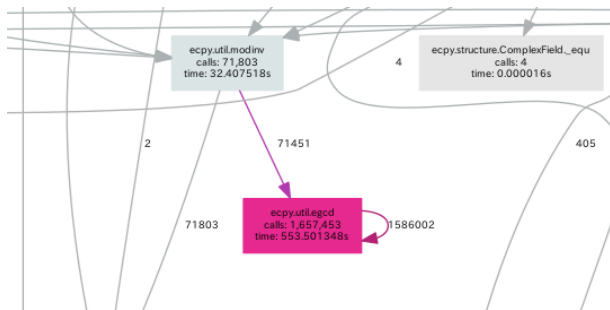 ecpy.util.modinv
calls: 71,803
time: 32.407518s
ecpy.structure.ComplexField._equ
calls: 4
time: 0.000016s
4
71451
2
405
71803
ecpy.util.egcd
calls: 1,657,453
time: 553.501348s
1586002